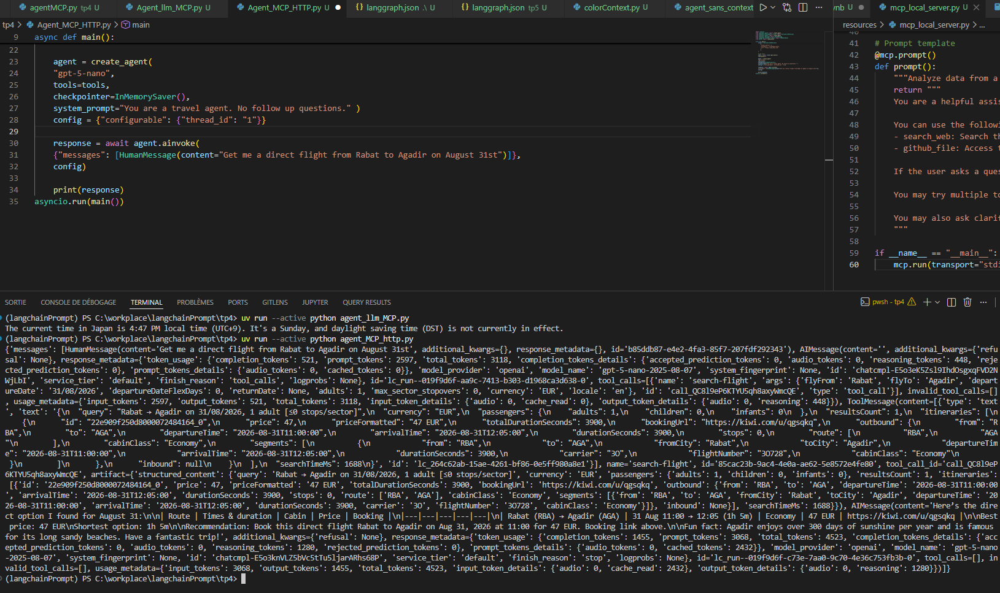 agentMCP.py tp4 U
Agent_llm_MCP.py U
Agent_MCP_HTTP.py U
langgraph.json .\ U
langgraph.json tp5 U
colorContext.py U
agent_sans_context
ynb U
mcp_local_server.py U
tp4 > Agent_MCP_HTTP.py > main
resources > mcp_local_server.py > ...
9 async def main():
22
23 agent = create_agent(
24 "gpt-5-nano",
25 tools=tools,
26 checkpointer=InMemorySaver(),
27 system_prompt="You are a travel agent. No follow up questions." )
28 config = {"configurable": {"thread_id": "1"}}
29
30 response = await agent.ainvoke(
31 {"messages": [HumanMessage(content="Get me a direct flight from Rabat to Agadir on August 31st")]},
32 config)
33
34 print(response)
35 asyncio.run(main())
40
41 # Prompt template
42 @mcp.prompt()
43 def prompt():
44 """Analyze data from a
45 return """
46 You are a helpful assis
47
48 You can use the followi
49 - search_web: Search th
50 - github_file: Access t
51
52 If the user asks a ques
53
54 You may try multiple to
55
56 You may also ask clarif
57 """
58
59 if __name__ == "__main__":
60 mcp.run(transport="stdi
SORTIE CONSOLE DE DÉBOGAGE TERMINAL PROBLÈMES PORTS GITLENS JUPYTER QUERY RESULTS
pwsh - tp4
(langchainPrompt) PS C:\workplace\langchainPrompt\tp4> uv run --active python agent_llm_MCP.py
The current time in Japan is 4:47 PM local time (UTC+9). It's a Sunday, and daylight saving time (DST) is not currently in effect.
(langchainPrompt) PS C:\workplace\langchainPrompt\tp4> uv run --active python agent_MCP_http.py
{'messages': [HumanMessage(content='Get me a direct flight from Rabat to Agadir on August 31st', additional_kwargs={}, response_metadata={}, id='b85ddb87-e4e2-4fa3-85f7-207fdf292343'), AIMessage(content='', additional_kwargs={'refu
sal': None}, response_metadata={'token_usage': {'completion_tokens': 521, 'prompt_tokens': 2597, 'total_tokens': 3118, 'completion_tokens_details': {'accepted_prediction_tokens': 0, 'audio_tokens': 0, 'reasoning_tokens': 448, 'reje
cted_prediction_tokens': 0}, 'prompt_tokens_details': {'audio_tokens': 0, 'cached_tokens': 0}}, 'model_provider': 'openai', 'model_name': 'gpt-5-nano-2025-08-07', 'system_fingerprint': None, 'id': 'chatcmpl-E5o3eK5Zsl9IhdOsgxqFVD2N
WjLbI', 'service_tier': 'default', 'finish_reason': 'tool_calls', 'logprobs': None}, id='lc_run--019f9d6f-aa9c-7413-b303-d1968ca3d638-0', tool_calls=[{'name': 'search-flight', 'args': {'flyFrom': 'Rabat', 'flyTo': 'Agadir', 'depart
ureDate': '31/08/2026', 'departureDateFlexDays': 0, 'returnDate': None, 'adults': 1, 'max_sector_stopovers': 0, 'currency': 'EUR', 'locale': 'en'}, 'id': 'call_QC8l9eP6KTYU5qh8axyWmcQE', 'type': 'tool_call'}], invalid_tool_calls=[]
, usage_metadata={'input_tokens': 2597, 'output_tokens': 521, 'total_tokens': 3118, 'input_token_details': {'audio': 0, 'cache_read': 0}, 'output_token_details': {'audio': 0, 'reasoning': 448}}), ToolMessage(content=[{'type': 'text
', 'text': '{\n "query": "Rabat → Agadir on 31/08/2026, 1 adult [≤0 stops/sector]",\n "currency": "EUR",\n "passengers": {\n "adults": 1,\n "children": 0,\n "infants": 0\n },\n "resultsCount": 1,\n "itineraries": [\n
{\n "id": "22e909f250d8000072484164_0",\n "price": 47,\n "priceFormatted": "47 EUR",\n "totalDurationSeconds": 3900,\n "bookingUrl": "https://kiwi.com/u/qgsqkq",\n "outbound": {\n "from": "R
BA",\n "to": "AGA",\n "departureTime": "2026-08-31T11:00:00",\n "arrivalTime": "2026-08-31T12:05:00",\n "durationSeconds": 3900,\n "stops": 0,\n "route": [\n "RBA",\n "AGA
"\n ],\n "cabinClass": "Economy",\n "segments": [\n {\n "from": "RBA",\n "to": "AGA",\n "fromCity": "Rabat",\n "toCity": "Agadir",\n "departureTim
e": "2026-08-31T11:00:00",\n "arrivalTime": "2026-08-31T12:05:00",\n "durationSeconds": 3900,\n "carrier": "3O",\n "flightNumber": "3O728",\n "cabinClass": "Economy"\n
}\n ]\n },\n "inbound": null\n }\n ],\n "searchTimeMs": 1688\n}', 'id': 'lc_264c62ab-15ae-4261-bf86-0e5ff980a8e1'}], name='search-flight', id='85cac23b-9ac4-4e0a-ae62-5e8572e4fe80', tool_call_id='call_QC8l9eP
6KTYU5qh8axyWmcQE', artifact={'structured_content': {'query': 'Rabat → Agadir on 31/08/2026, 1 adult [≤0 stops/sector]', 'currency': 'EUR', 'passengers': {'adults': 1, 'children': 0, 'infants': 0}, 'resultsCount': 1, 'itineraries':
[{'id': '22e909f250d8000072484164_0', 'price': 47, 'priceFormatted': '47 EUR', 'totalDurationSeconds': 3900, 'bookingUrl': 'https://kiwi.com/u/qgsqkq', 'outbound': {'from': 'RBA', 'to': 'AGA', 'departureTime': '2026-08-31T11:00:00
', 'arrivalTime': '2026-08-31T12:05:00', 'durationSeconds': 3900, 'stops': 0, 'route': ['RBA', 'AGA'], 'cabinClass': 'Economy', 'segments': [{'from': 'RBA', 'to': 'AGA', 'fromCity': 'Rabat', 'toCity': 'Agadir', 'departureTime': '20
26-08-31T11:00:00', 'arrivalTime': '2026-08-31T12:05:00', 'durationSeconds': 3900, 'carrier': '3O', 'flightNumber': '3O728', 'cabinClass': 'Economy'}]}, 'inbound': None}], 'searchTimeMs': 1688}}), AIMessage(content='Here’s the dire
ct option I found for August 31:\n\n| Route | Times & duration | Cabin | Price | Booking |\n|---|---|---|---|---|\n| Rabat (RBA) → Agadir (AGA) | 31 Aug 11:00 → 12:05 (1h 5m) | Economy | 47 EUR | https://kiwi.com/u/qgsqkq |\n\nBest
price: 47 EUR\nShortest option: 1h 5m\n\nRecommendation: Book this direct flight Rabat to Agadir on Aug 31, 2026 at 11:00 for 47 EUR. Booking link above.\n\nFun fact: Agadir enjoys over 300 days of sunshine per year and is famous
for its long sandy beaches. Have a fantastic trip!', additional_kwargs={'refusal': None}, response_metadata={'token_usage': {'completion_tokens': 1455, 'prompt_tokens': 3068, 'total_tokens': 4523, 'completion_tokens_details': {'acc
epted_prediction_tokens': 0, 'audio_tokens': 0, 'reasoning_tokens': 1280, 'rejected_prediction_tokens': 0}, 'prompt_tokens_details': {'audio_tokens': 0, 'cached_tokens': 2432}}, 'model_provider': 'openai', 'model_name': 'gpt-5-nano
-2025-08-07', 'system_fingerprint': None, 'id': 'chatcmpl-E5o3knVLZ5bVc5tTu5ljarARhs68P', 'service_tier': 'default', 'finish_reason': 'stop', 'logprobs': None}, id='lc_run--019f9d6f-c73e-7aa0-9c70-4e36c753fb3b-0', tool_calls=[], in
valid_tool_calls=[], usage_metadata={'input_tokens': 3068, 'output_tokens': 1455, 'total_tokens': 4523, 'input_token_details': {'audio': 0, 'cache_read': 2432}, 'output_token_details': {'audio': 0, 'reasoning': 1280}})]}
(langchainPrompt) PS C:\workplace\langchainPrompt\tp4>